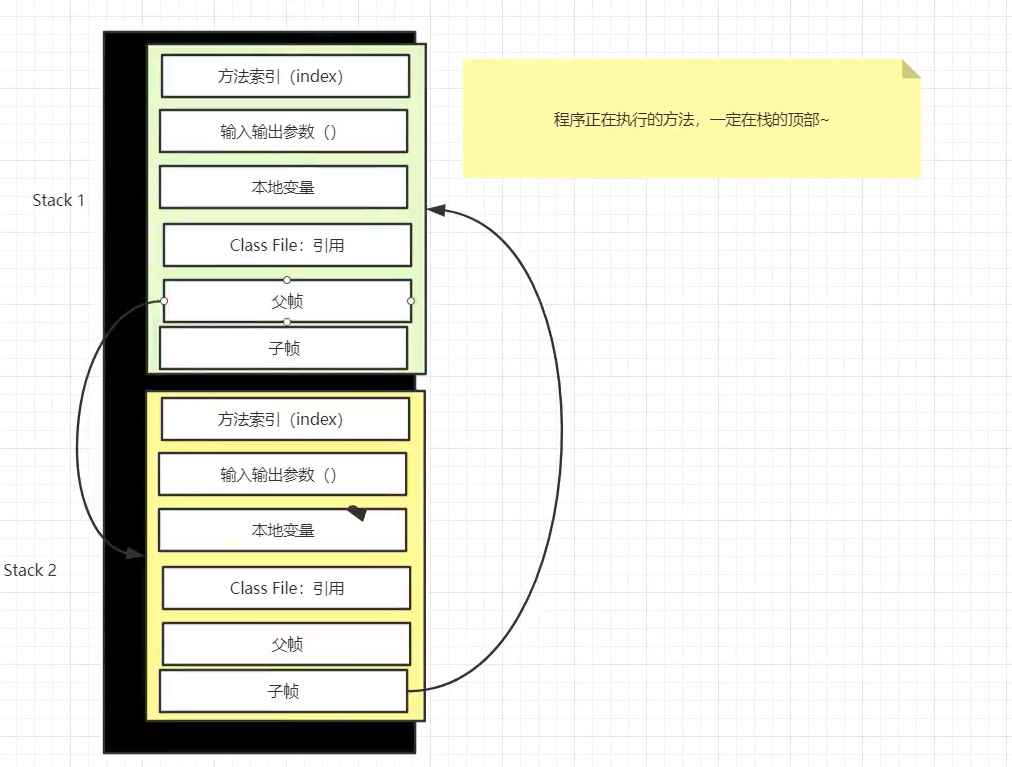 方法索引（index）
输入输出参数（）
本地变量
Class File：引用
父帧
子帧
Stack 1
程序正在执行的方法，一定在栈的顶部~
方法索引（index）
输入输出参数（）
本地变量
Class File：引用
父帧
子帧
Stack 2